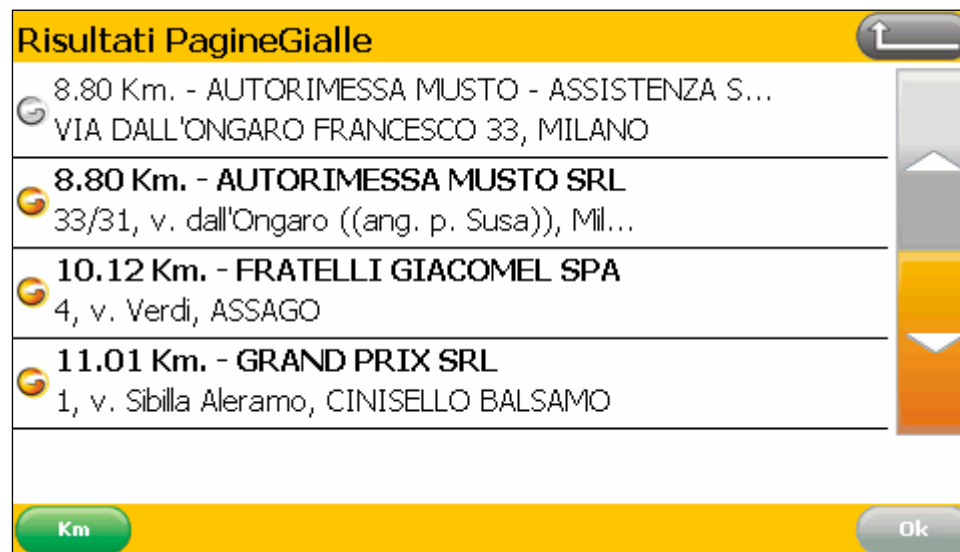 Risultati PagineGialle
8.80 Km. - AUTORIMESSA MUSTO - ASSISTENZA S...
VIA DALL'ONGARO FRANCESCO 33, MILANO
8.80 Km. - AUTORIMESSA MUSTO SRL
33/31, v. dall'Ongaro ((ang. p. Susa)), Mil...
10.12 Km. - FRATELLI GIACOMEL SPA
4, v. Verdi, ASSAGO
11.01 Km. - GRAND PRIX SRL
1, v. Sibilla Aleramo, CINISELLO BALSAMO
Km
Ok